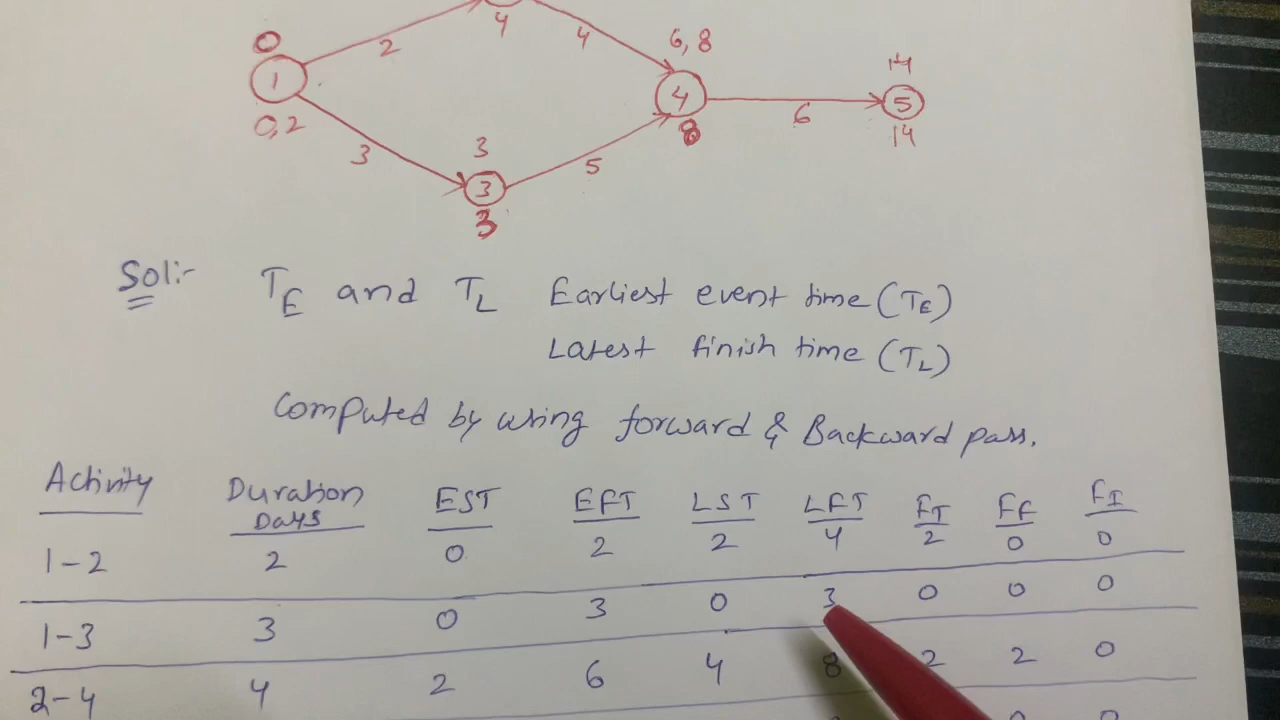 0
2
4
4
6, 8
14
1
4
5
0,2
8
6
14
3
3
5
3
3
Sol:-
TE and TL Earliest event time (TE)
Latest finish time (TL)
Computed by using forward & Backward pass.
Activity Duration Days EST EFT LST LFT FT FF FI
1-2 2 0 2 2 4 2 0 0
1-3 3 0 3 0 3 0 0 0
2-4 4 2 6 4 8 2 2 0